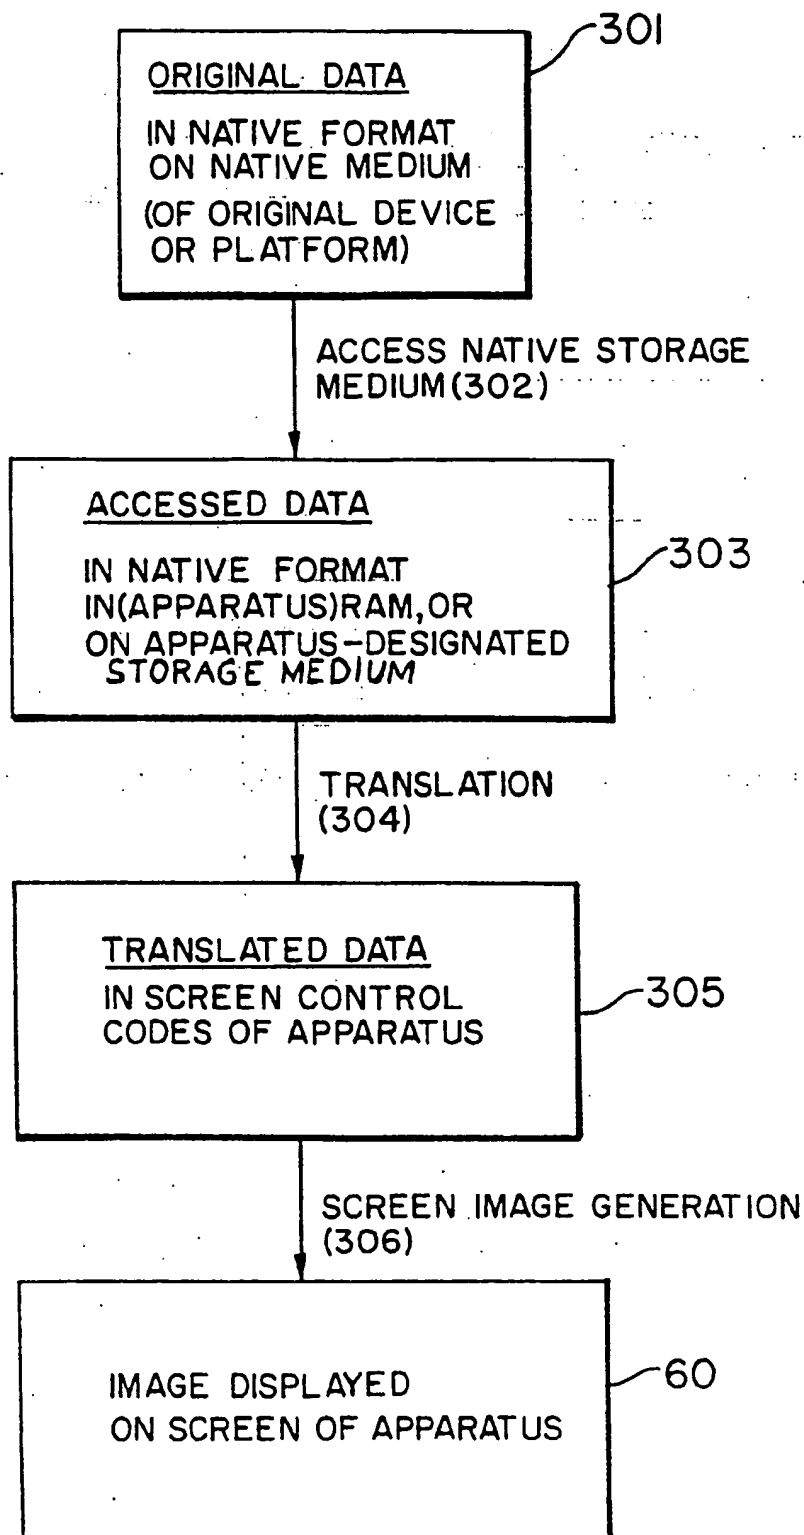 301
ORIGINAL DATA
IN NATIVE FORMAT
ON NATIVE MEDIUM
(OF ORIGINAL DEVICE
OR PLATFORM)
ACCESS NATIVE STORAGE
MEDIUM (302)
303
ACCESSED DATA
IN NATIVE FORMAT
IN (APPARATUS) RAM, OR
ON APPARATUS-DESIGNATED
STORAGE MEDIUM
TRANSLATION
(304)
305
TRANSLATED DATA
IN SCREEN CONTROL
CODES OF APPARATUS
SCREEN IMAGE GENERATION
(306)
60
IMAGE DISPLAYED
ON SCREEN OF APPARATUS